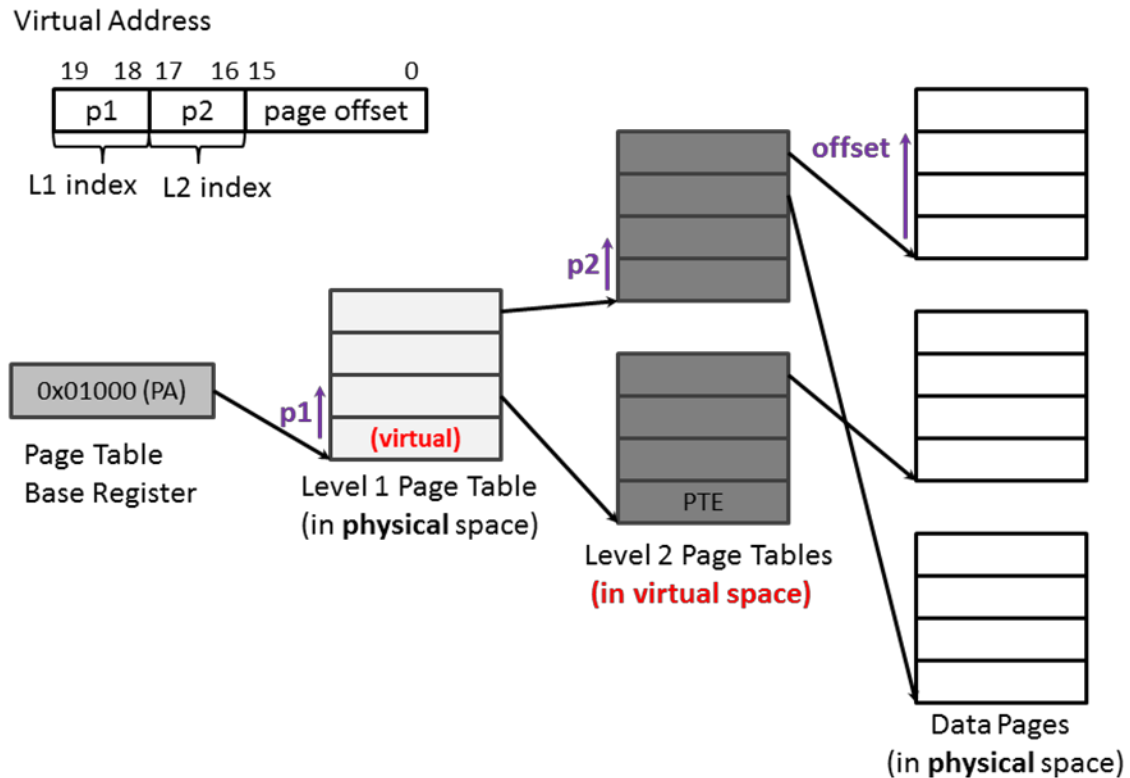 Virtual Address
19 18 17 16 15 0
p1 p2 page offset
L1 index L2 index
offset
p2
0x01000 (PA)
p1
(virtual)
Page Table
Base Register
Level 1 Page Table
(in physical space)
PTE
Level 2 Page Tables
(in virtual space)
Data Pages
(in physical space)